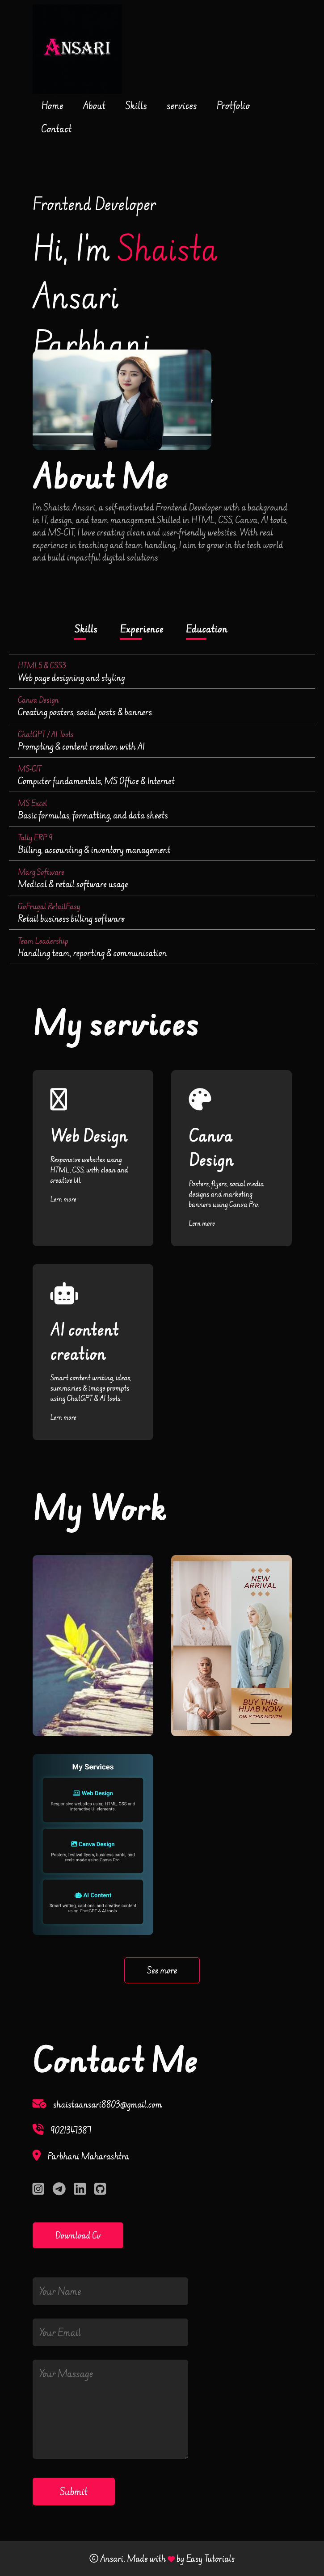 ANSARI
Home About Skills services Protfolio
Contact
Frontend Developer
Hi, I'm Shaista
Ansari
Parbhani
About Me
I'm Shaista Ansari, a self-motivated Frontend Developer with a background
in IT, design, and team management.Skilled in HTML, CSS, Canva, AI tools,
and MS-CIT, I love creating clean and user-friendly websites. With real
experience in teaching and team handling, I aim to grow in the tech world
and build impactful digital solutions
Skills Experience Education
HTML5 & CSS3
Web page designing and styling
Canva Design
Creating posters, social posts & banners
ChatGPT / AI Tools
Prompting & content creation with AI
MS-CIT
Computer fundamentals, MS Office & Internet
MS Excel
Basic formulas, formatting, and data sheets
Tally ERP 9
Billing, accounting & inventory management
Marg Software
Medical & retail software usage
GoFrugal RetailEasy
Retail business billing software
Team Leadership
Handling team, reporting & communication
My services
Web Design
Responsive websites using
HTML, CSS, with clean and
creative UI.
Lern more
Canva
Design
Posters, flyers, social media
designs and marketing
banners using Canva Pro.
Lern more
AI content
creation
Smart content writing, ideas,
summaries & image prompts
using ChatGPT & AI tools.
Lern more
My Work
NEW
ARRIVAL
BUY THIS
HIJAB NOW
ONLY THIS MONTH
My Services
Web Design
Responsive websites using HTML, CSS and
interactive UI elements.
Canva Design
Posters, festival flyers, business cards, and
reels made using Canva Pro.
AI Content
Smart writing, captions, and creative content
using ChatGPT & AI tools.
See more
Contact Me
shaistaansari8803@gmail.com
9021347387
Parbhani Maharashtra
Download Cv
Your Name
Your Email
Your Massage
Submit
© Ansari. Made with ❤ by Easy Tutorials